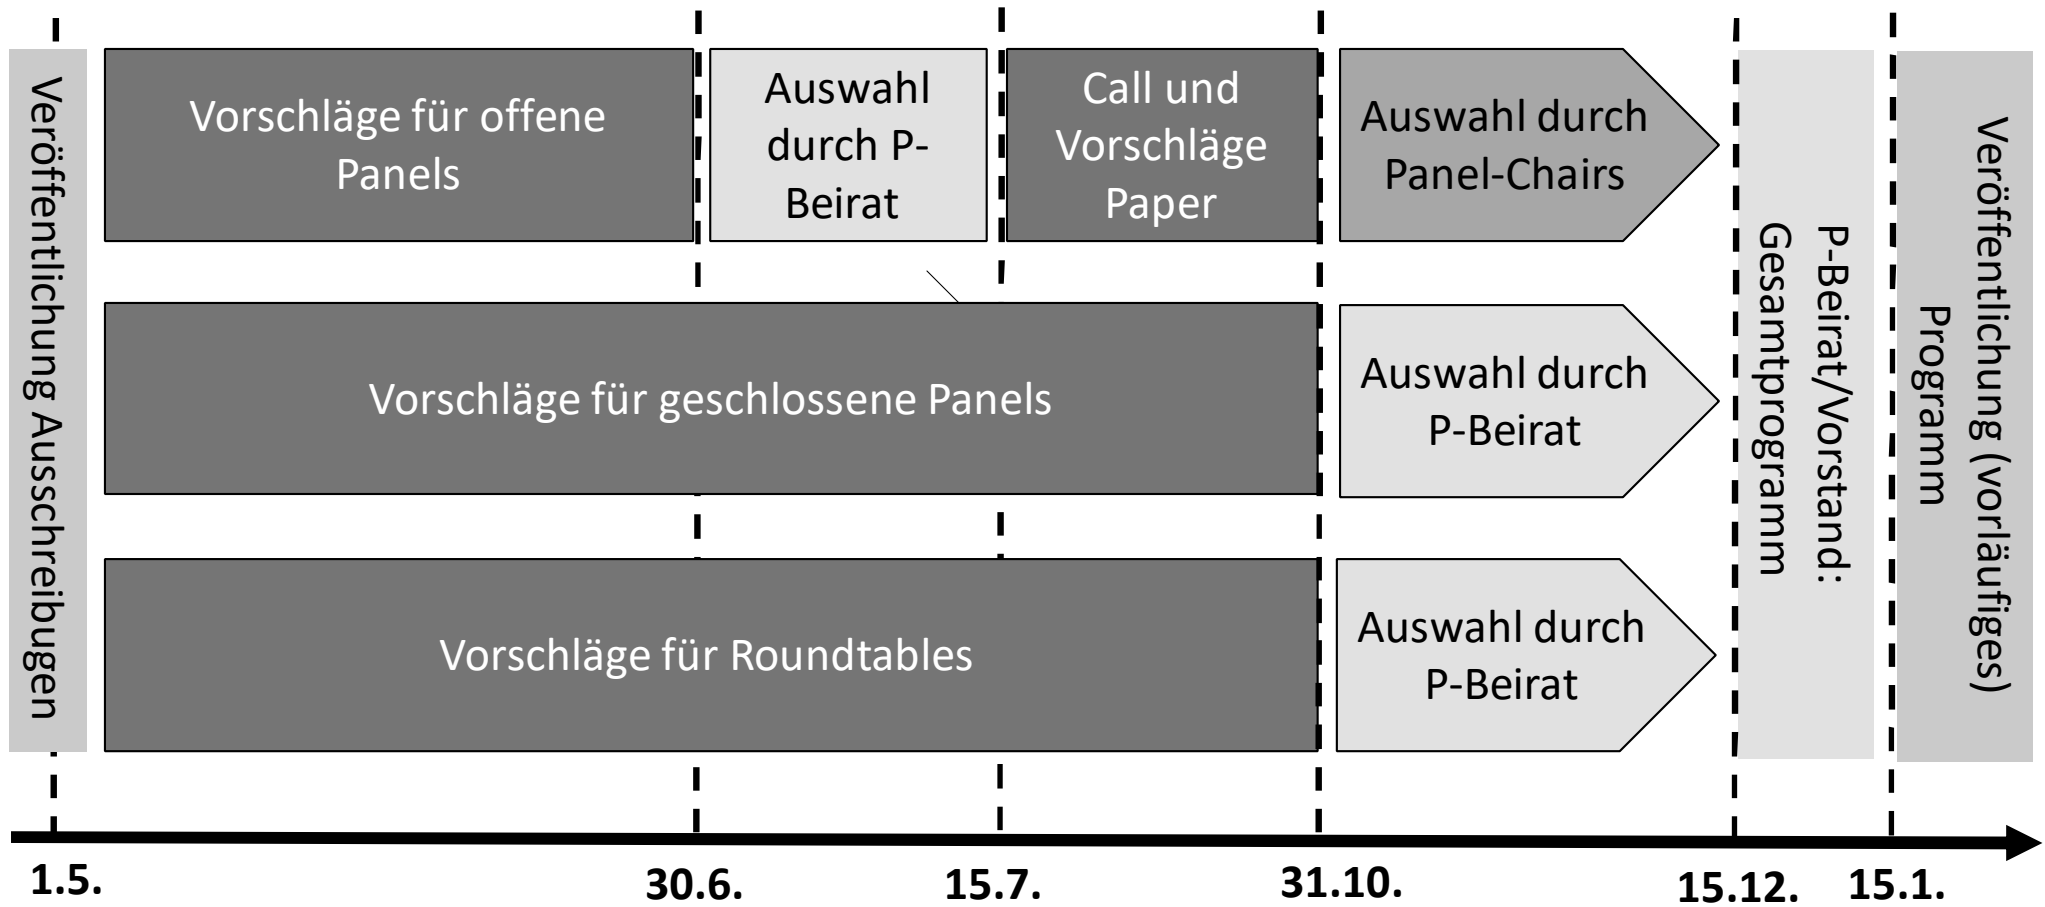 Veröffentlichung Ausschreibugen
Vorschläge für offene
Panels
Auswahl
durch P-
Beirat
Call und
Vorschläge
Paper
Auswahl durch
Panel-Chairs
Vorschläge für geschlossene Panels
Auswahl durch
P-Beirat
Vorschläge für Roundtables
Auswahl durch
P-Beirat
P-Beirat/Vorstand:
Gesamtprogramm
Veröffentlichung (vorläufiges)
Programm
1.5.
30.6.
15.7.
31.10.
15.12.
15.1.